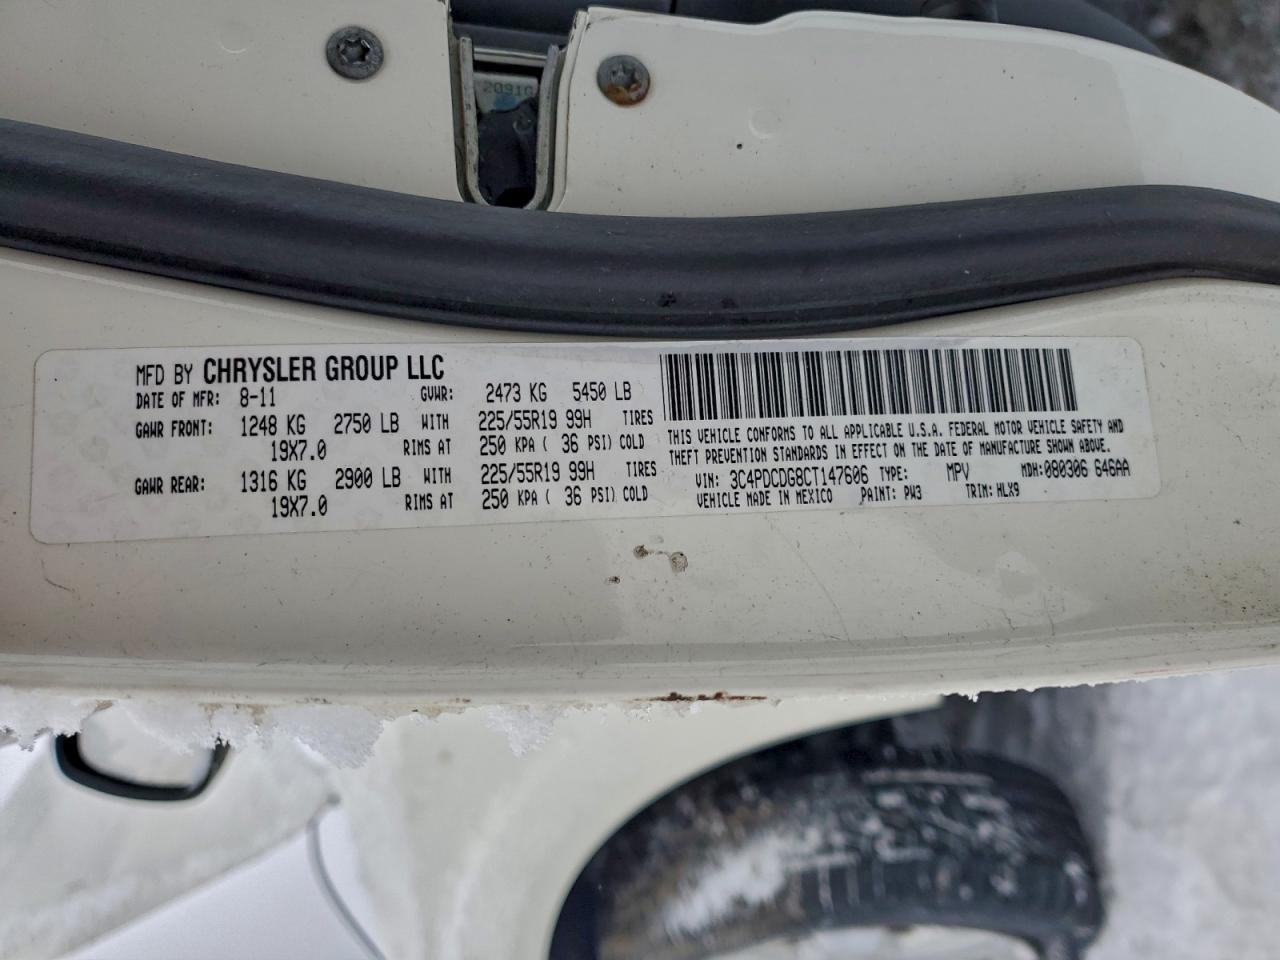 2091G
MFD BY CHRYSLER GROUP LLC
DATE OF MFR: 8-11 GVWR: 2473 KG 5450 LB
GAWR FRONT: 1248 KG 2750 LB WITH 225/55R19 99H TIRES
19X7.0 RIMS AT 250 KPA ( 36 PSI) COLD
GAWR REAR: 1316 KG 2900 LB WITH 225/55R19 99H TIRES
19X7.0 RIMS AT 250 KPA ( 36 PSI) COLD
THIS VEHICLE CONFORMS TO ALL APPLICABLE U.S.A. FEDERAL MOTOR VEHICLE SAFETY AND
THEFT PREVENTION STANDARDS IN EFFECT ON THE DATE OF MANUFACTURE SHOWN ABOVE.
VIN: 3C4PDCDG8CT147606 TYPE: MPV MDH: 080306 646AA
VEHICLE MADE IN MEXICO PAINT: PW3 TRIM: HLX9